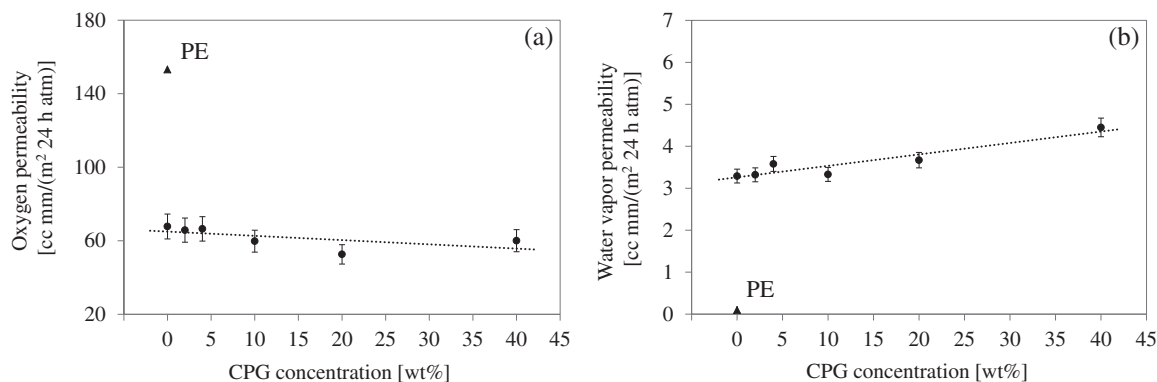 180
140
100
60
20
Oxygen permeability
[cc mm/(m² 24 h atm)]
PE
(a)
0 5 10 15 20 25 30 35 40 45
CPG concentration [wt%]
7
6
5
4
3
2
1
0
Water vapor permeability
[cc mm/(m² 24 h atm)]
PE
(b)
0 5 10 15 20 25 30 35 40 45
CPG concentration [wt%]